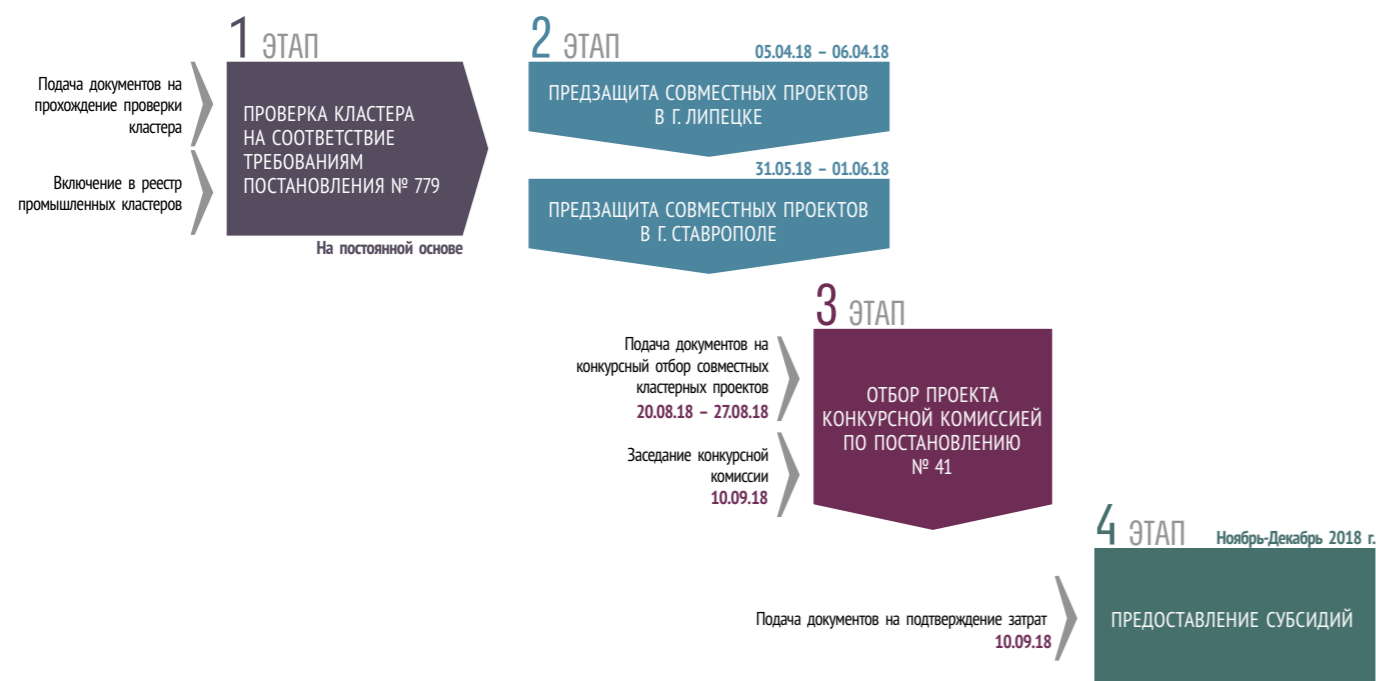 1 ЭТАП
Подача документов на
прохождение проверки
кластера
Включение в реестр
промышленных кластеров
ПРОВЕРКА КЛАСТЕРА
НА СООТВЕТСТВИЕ
ТРЕБОВАНИЯМ
ПОСТАНОВЛЕНИЯ № 779
На постоянной основе
2 ЭТАП
05.04.18 – 06.04.18
ПРЕДЗАЩИТА СОВМЕСТНЫХ ПРОЕКТОВ
В Г. ЛИПЕЦКЕ
31.05.18 – 01.06.18
ПРЕДЗАЩИТА СОВМЕСТНЫХ ПРОЕКТОВ
В Г. СТАВРОПОЛЕ
3 ЭТАП
Подача документов на
конкурсный отбор совместных
кластерных проектов
20.08.18 – 27.08.18
Заседание конкурсной
комиссии
10.09.18
ОТБОР ПРОЕКТА
КОНКУРСНОЙ КОМИССИЕЙ
ПО ПОСТАНОВЛЕНИЮ
№ 41
4 ЭТАП
Ноябрь-Декабрь 2018 г.
Подача документов на подтверждение затрат
10.09.18
ПРЕДОСТАВЛЕНИЕ СУБСИДИЙ